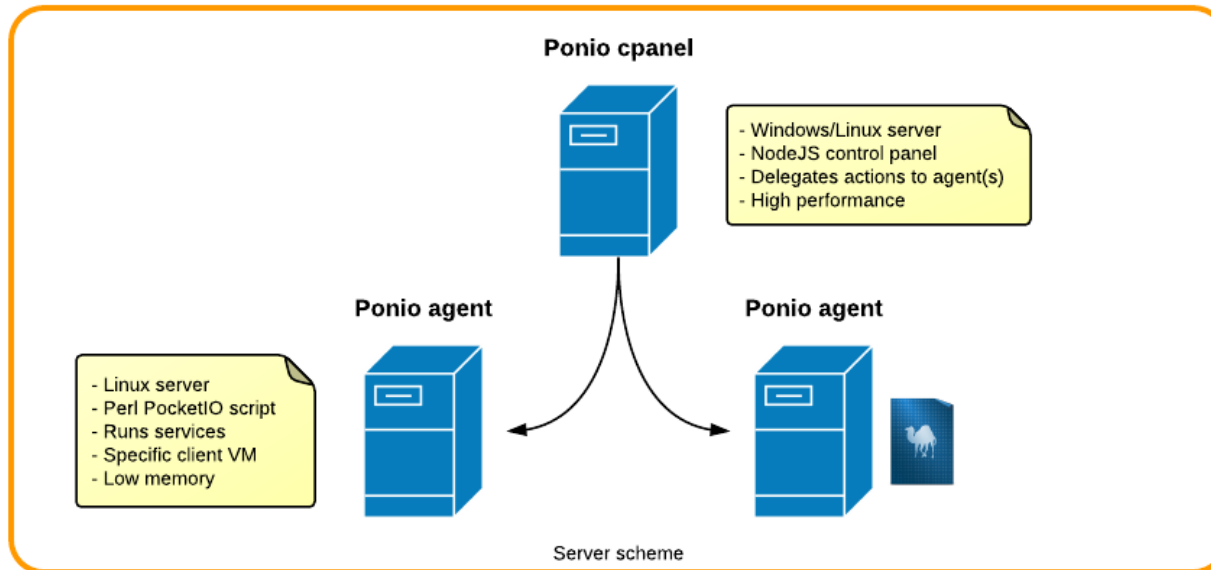 Ponio cpanel
- Windows/Linux server
- NodeJS control panel
- Delegates actions to agent(s)
- High performance
Ponio agent
Ponio agent
- Linux server
- Perl PocketIO script
- Runs services
- Specific client VM
- Low memory
Server scheme